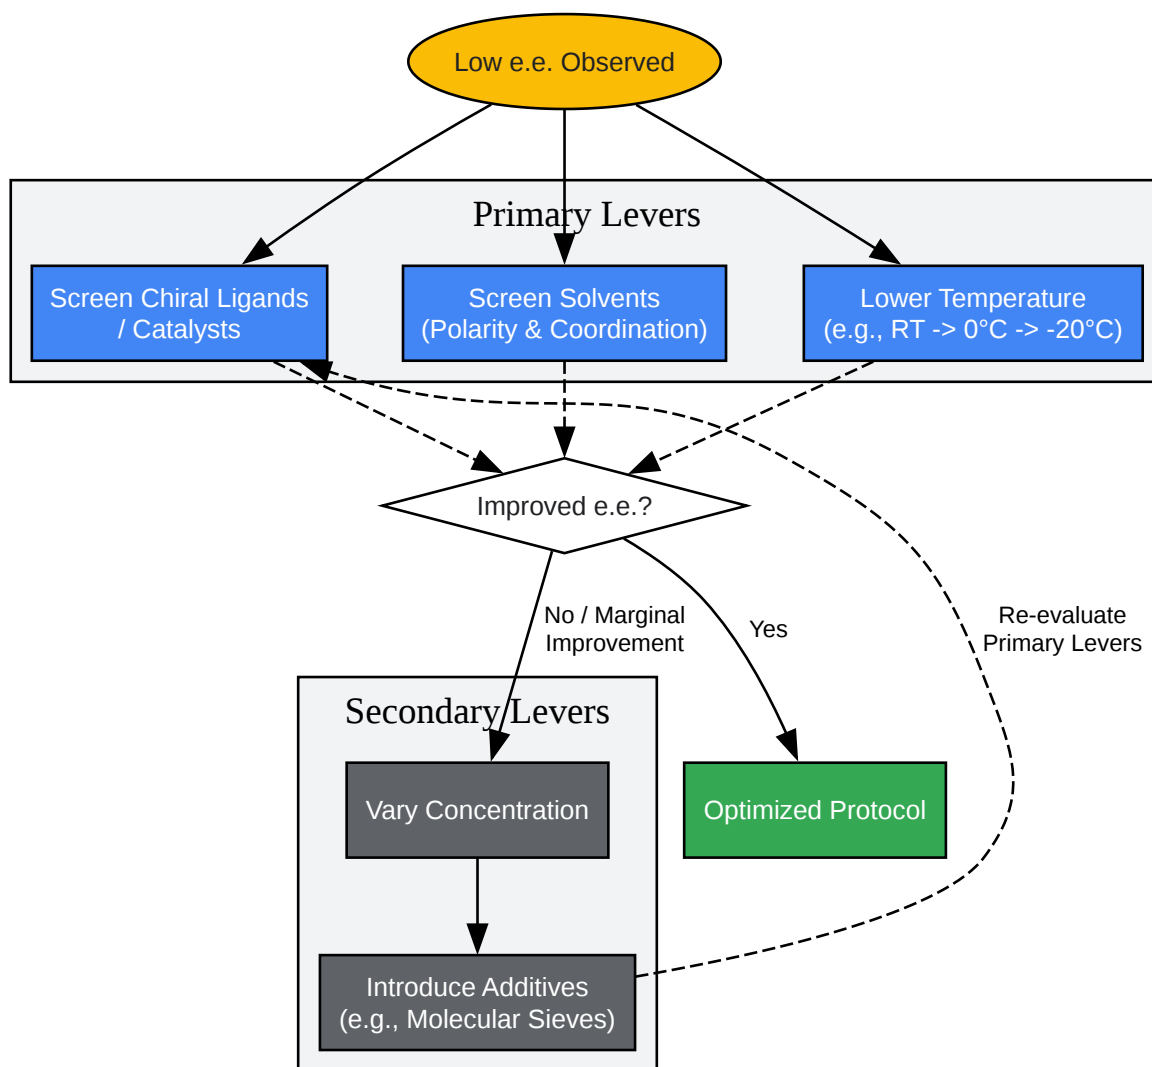 Low e.e. Observed
Primary Levers
Screen Chiral Ligands
/ Catalysts
Screen Solvents
(Polarity & Coordination)
Lower Temperature
(e.g., RT -> 0°C -> -20°C)
Improved e.e.?
No / Marginal
Improvement
Yes
Re-evaluate
Primary Levers
Secondary Levers
Vary Concentration
Optimized Protocol
Introduce Additives
(e.g., Molecular Sieves)